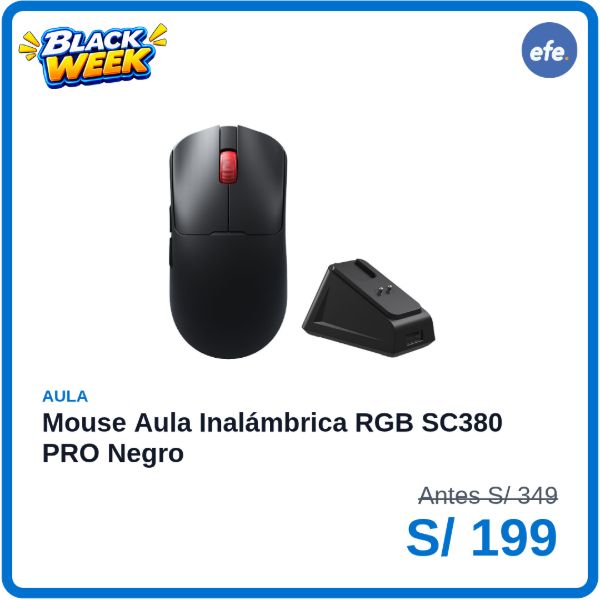 BLACK
WEEK
efe.
AULA
Mouse Aula Inalámbrica RGB SC380
PRO Negro
Antes S/ 349
S/ 199